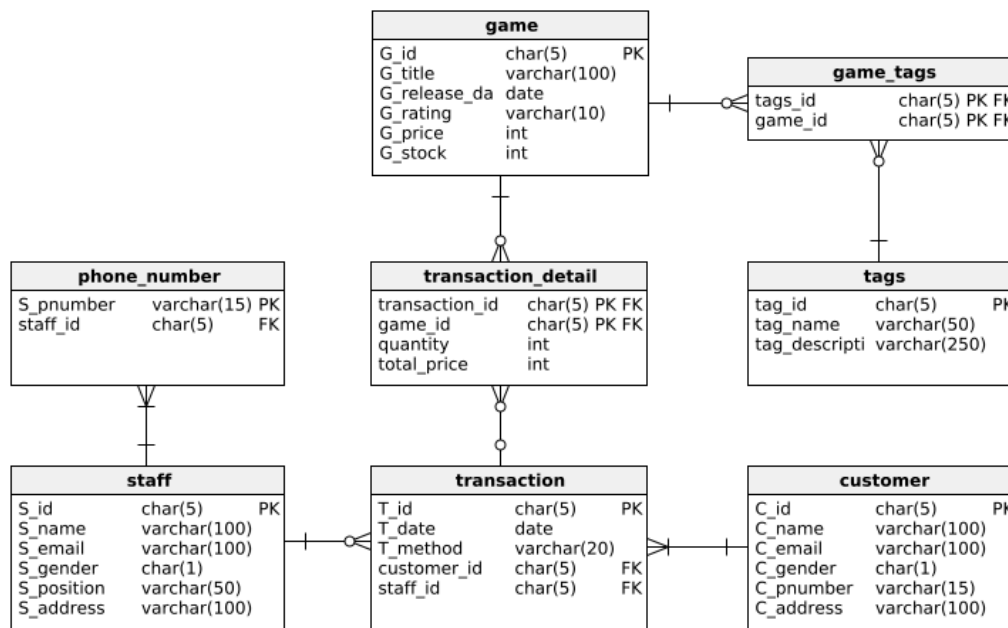 game
G_id char(5) PK
G_title varchar(100)
G_release_da date
G_rating varchar(10)
G_price int
G_stock int
game_tags
tags_id char(5) PK FK
game_id char(5) PK FK
phone_number
S_pnumber varchar(15) PK
staff_id char(5) FK
transaction_detail
transaction_id char(5) PK FK
game_id char(5) PK FK
quantity int
total_price int
tags
tag_id char(5) PK
tag_name varchar(50)
tag_descripti varchar(250)
staff
S_id char(5) PK
S_name varchar(100)
S_email varchar(100)
S_gender char(1)
S_position varchar(50)
S_address varchar(100)
transaction
T_id char(5) PK
T_date date
T_method varchar(20)
customer_id char(5) FK
staff_id char(5) FK
customer
C_id char(5) PK
C_name varchar(100)
C_email varchar(100)
C_gender char(1)
C_pnumber varchar(15)
C_address varchar(100)